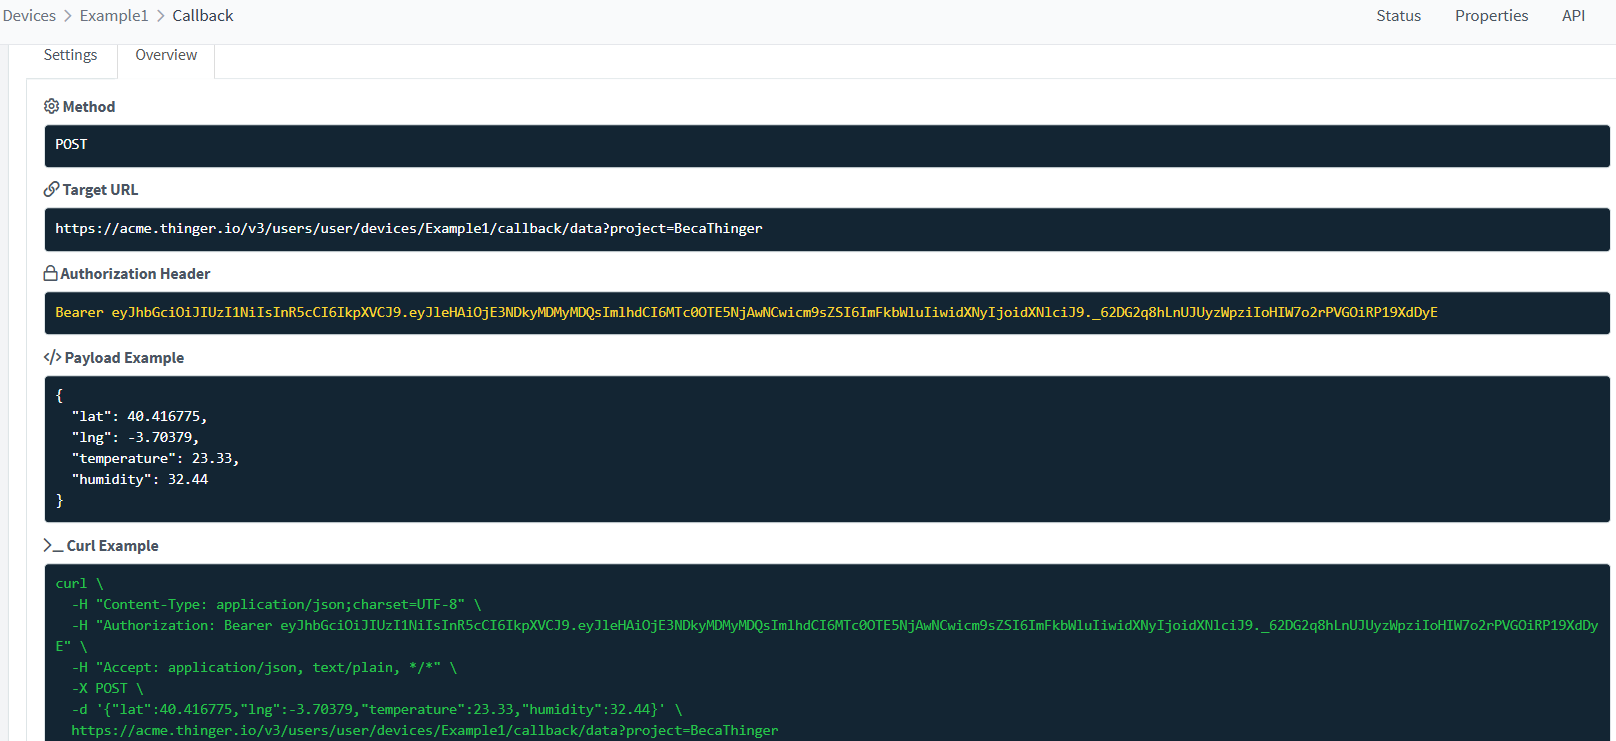 Devices > Example1 > Callback
Status Properties API
Settings Overview
Method
POST
Target URL
https://acme.thinger.io/v3/users/user/devices/Example1/callback/data?project=BecaThinger
Authorization Header
Bearer eyJhbGciOiJIUzI1NiIsInR5cCI6IkpXVCJ9.eyJleHAiOjE3NDkyMDMyMDQsImlhdCI6MTc0OTE5NjAwNCwicm9sZSI6ImFkbWluIiwidXNyIjoidXNlciJ9._62DG2q8hLnUJUyzWpziIoHIW7o2rPVGOiRP19XdDyE
</> Payload Example
{
"lat": 40.416775,
"lng": -3.70379,
"temperature": 23.33,
"humidity": 32.44
}
>_ Curl Example
curl \
-H "Content-Type: application/json;charset=UTF-8" \
-H "Authorization: Bearer eyJhbGciOiJIUzI1NiIsInR5cCI6IkpXVCJ9.eyJleHAiOjE3NDkyMDMyMDQsImlhdCI6MTc0OTE5NjAwNCwicm9sZSI6ImFkbWluIiwidXNyIjoidXNlciJ9._62DG2q8hLnUJUyzWpziIoHIW7o2rPVGOiRP19XdDy
E" \
-H "Accept: application/json, text/plain, */*" \
-X POST \
-d '{"lat":40.416775,"lng":-3.70379,"temperature":23.33,"humidity":32.44}' \
https://acme.thinger.io/v3/users/user/devices/Example1/callback/data?project=BecaThinger